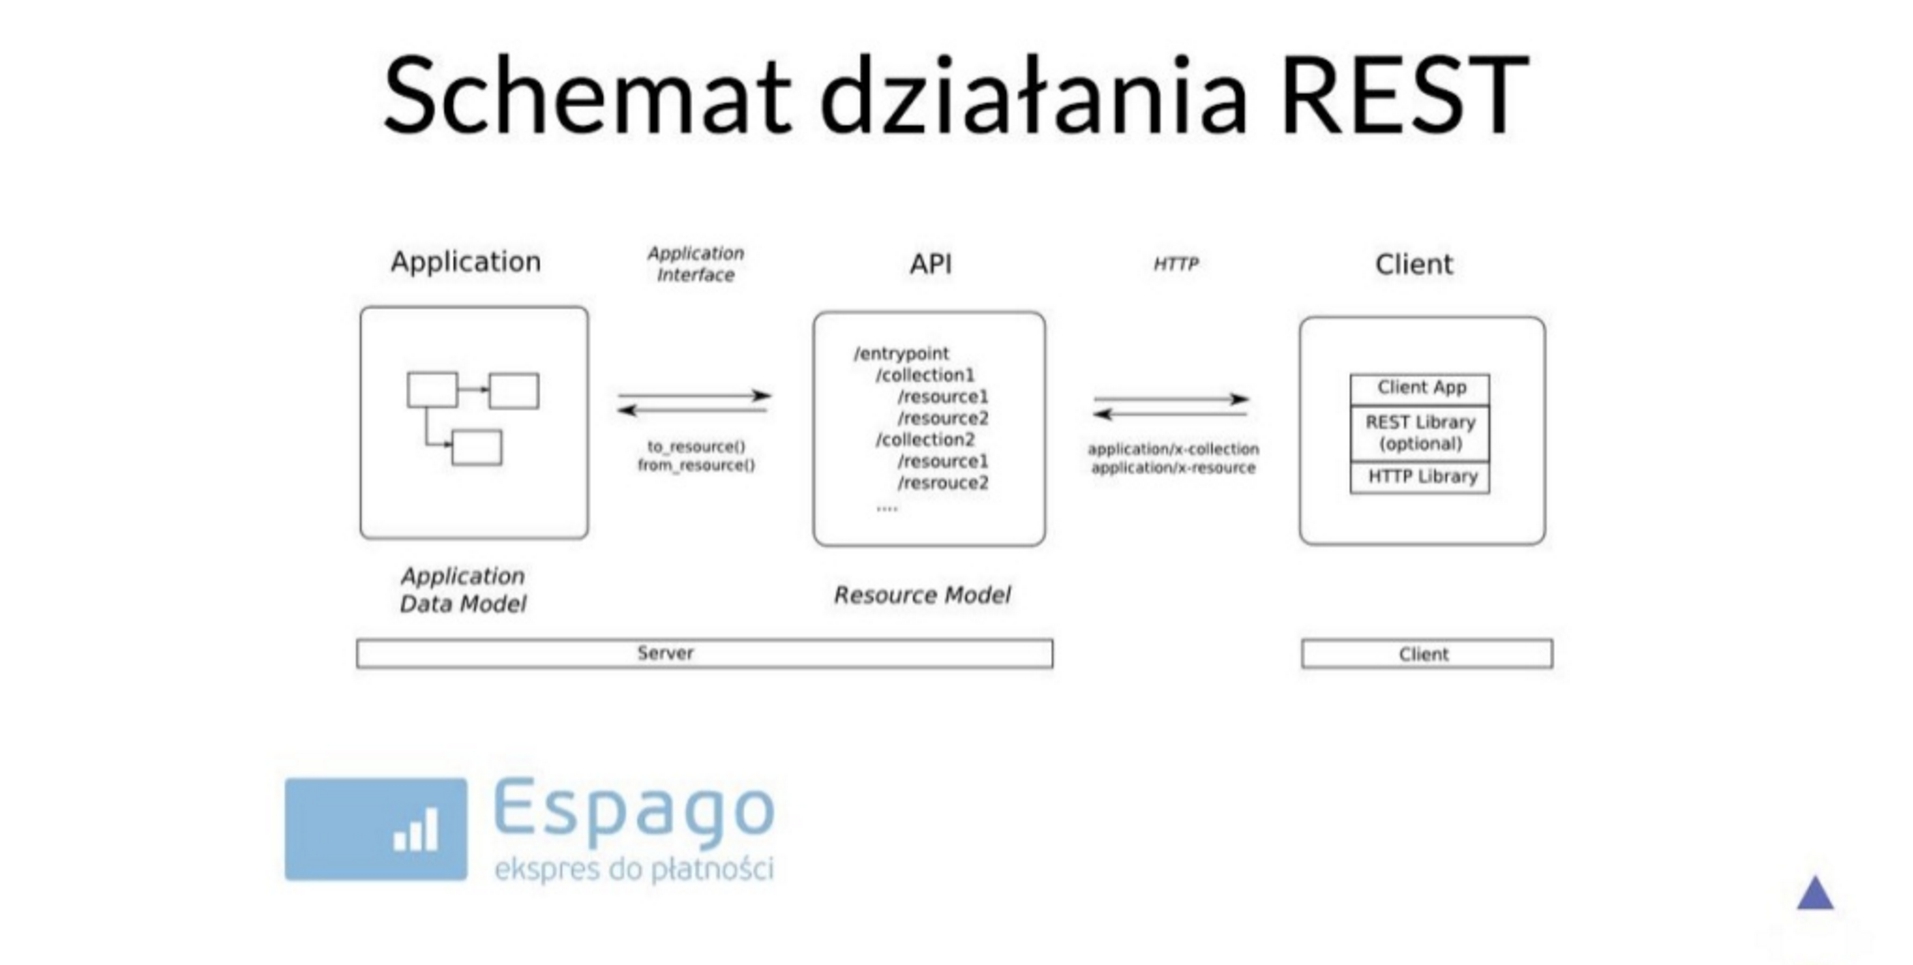 Schemat działania REST
Application
Application
Interface
API
HTTP
Client
/entrypoint
/collection1
/resource1
/resource2
/collection2
/resource1
/resrouce2
....
to_resource()
from_resource()
application/x-collection
application/x-resource
Client App
REST Library
(optional)
HTTP Library
Application
Data Model
Resource Model
Server
Client
Espago
ekspres do płatności